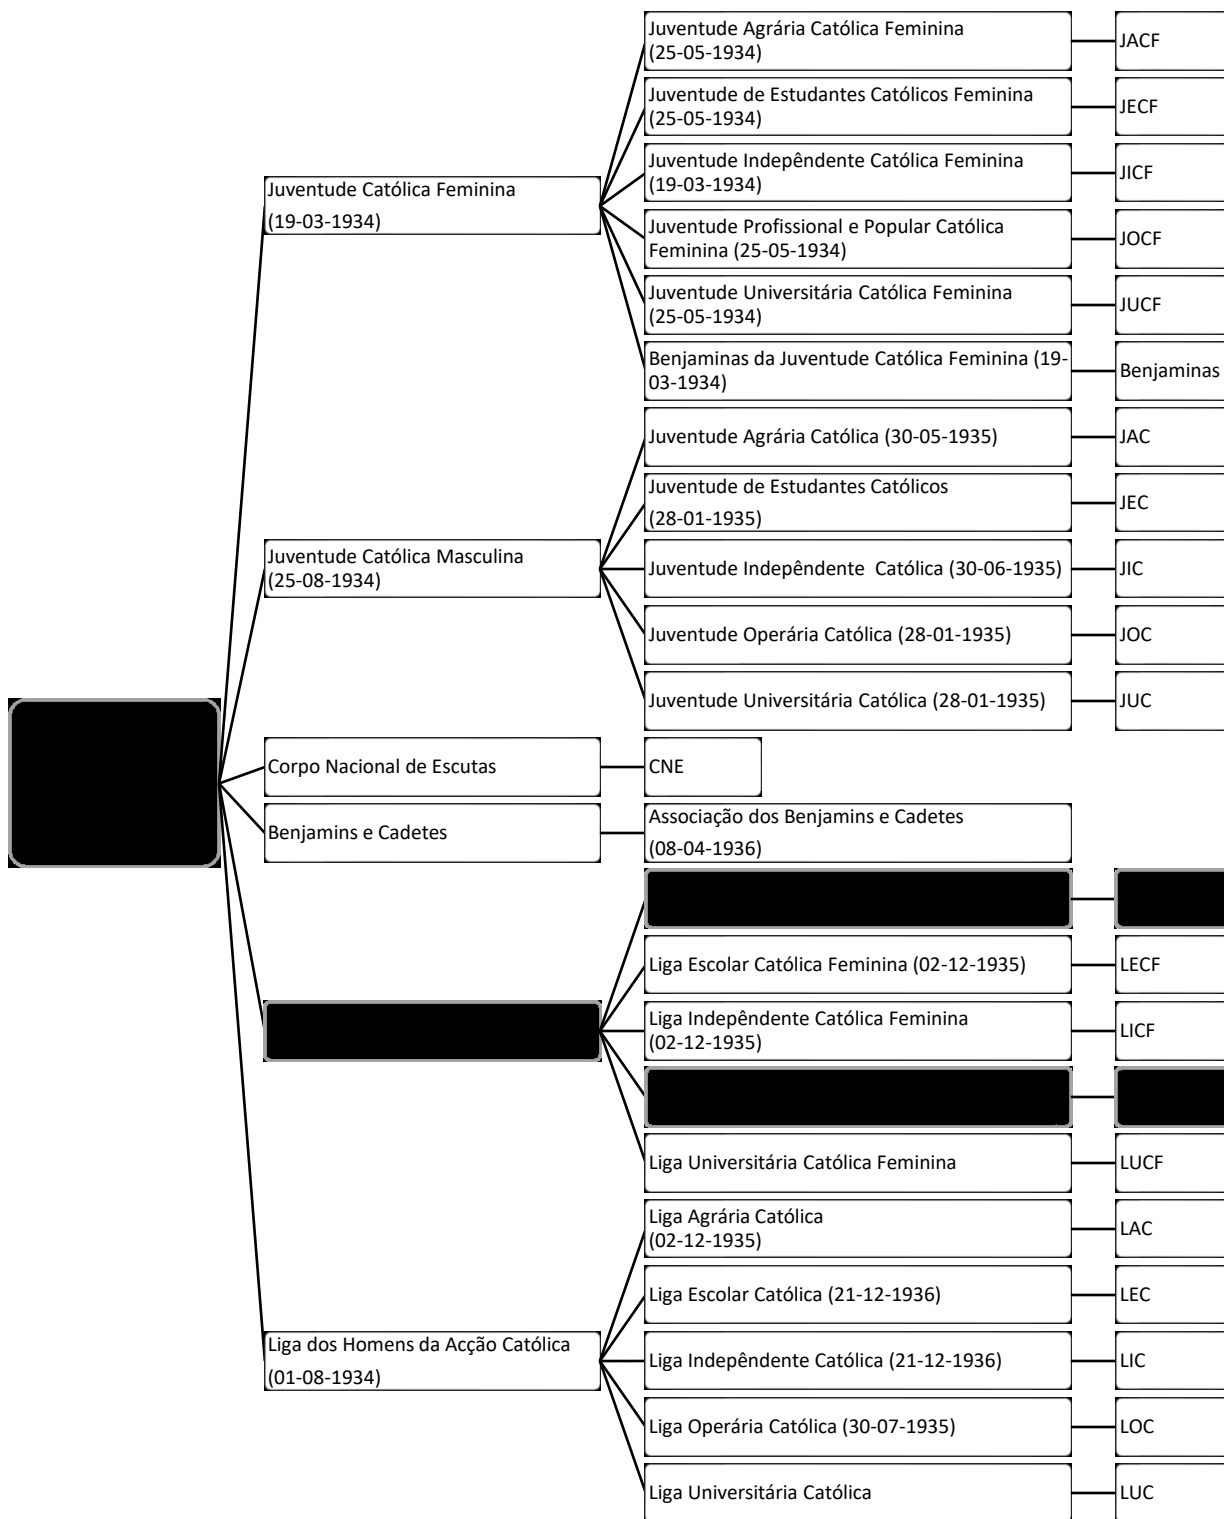 Juventude Católica Feminina
(19-03-1934)
Juventude Agrária Católica Feminina
(25-05-1934)
JACF
Juventude de Estudantes Católicos Feminina
(25-05-1934)
JECF
Juventude Indepêndente Católica Feminina
(19-03-1934)
JICF
Juventude Profissional e Popular Católica
Feminina (25-05-1934)
JOCF
Juventude Universitária Católica Feminina
(25-05-1934)
JUCF
Benjaminas da Juventude Católica Feminina (19-
03-1934)
Benjaminas
Juventude Católica Masculina
(25-08-1934)
Juventude Agrária Católica (30-05-1935)
JAC
Juventude de Estudantes Católicos
(28-01-1935)
JEC
Juventude Indepêndente  Católica (30-06-1935)
JIC
Juventude Operária Católica (28-01-1935)
JOC
Juventude Universitária Católica (28-01-1935)
JUC
Corpo Nacional de Escutas
CNE
Benjamins e Cadetes
Associação dos Benjamins e Cadetes
(08-04-1936)
Liga Escolar Católica Feminina (02-12-1935)
LECF
Liga Indepêndente Católica Feminina
(02-12-1935)
LICF
Liga Universitária Católica Feminina
LUCF
Liga dos Homens da Acção Católica
(01-08-1934)
Liga Agrária Católica
(02-12-1935)
LAC
Liga Escolar Católica (21-12-1936)
LEC
Liga Indepêndente Católica (21-12-1936)
LIC
Liga Operária Católica (30-07-1935)
LOC
Liga Universitária Católica
LUC